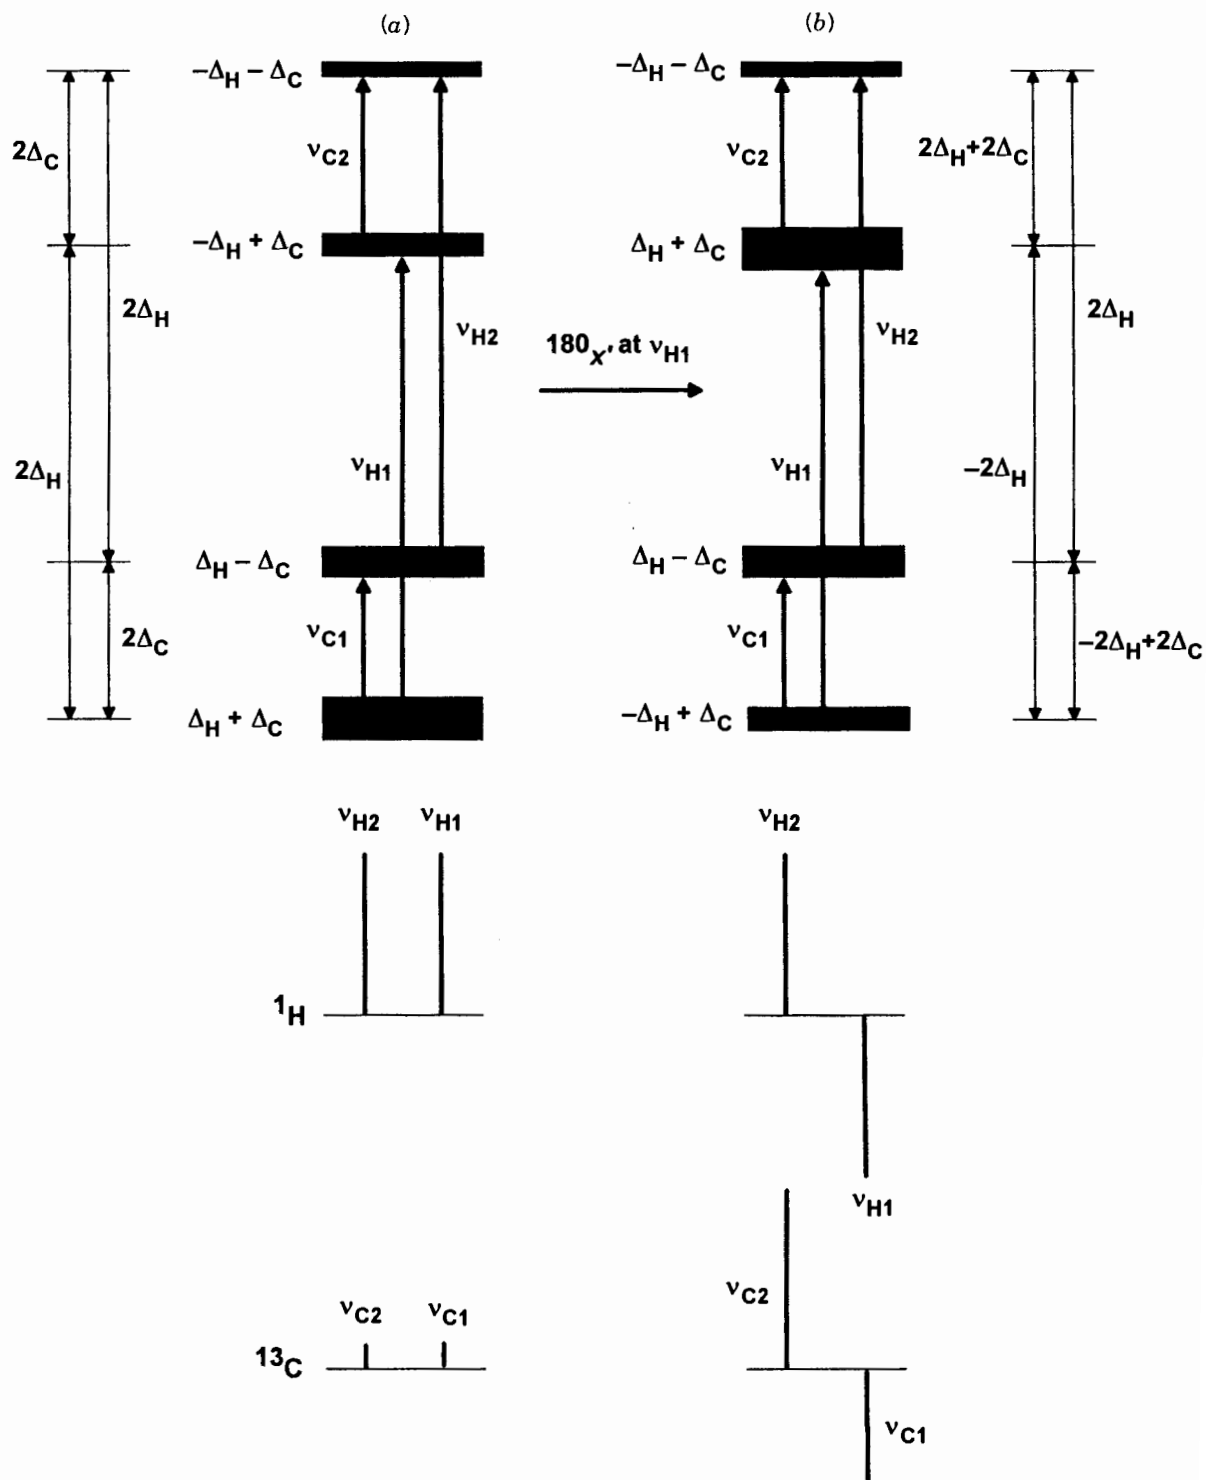 (a) (b)
−ΔH − ΔC −ΔH − ΔC
2ΔC νC2 νC2 2ΔH+2ΔC
−ΔH + ΔC ΔH + ΔC
2ΔH νH2 νH2 2ΔH
180x′ at νH1
2ΔH νH1 νH1 −2ΔH
ΔH − ΔC ΔH − ΔC
2ΔC νC1 νC1 −2ΔH+2ΔC
ΔH + ΔC −ΔH + ΔC
νH2 νH1 νH2
1H
νH1
νC2 νC1 νC2
13C
νC1